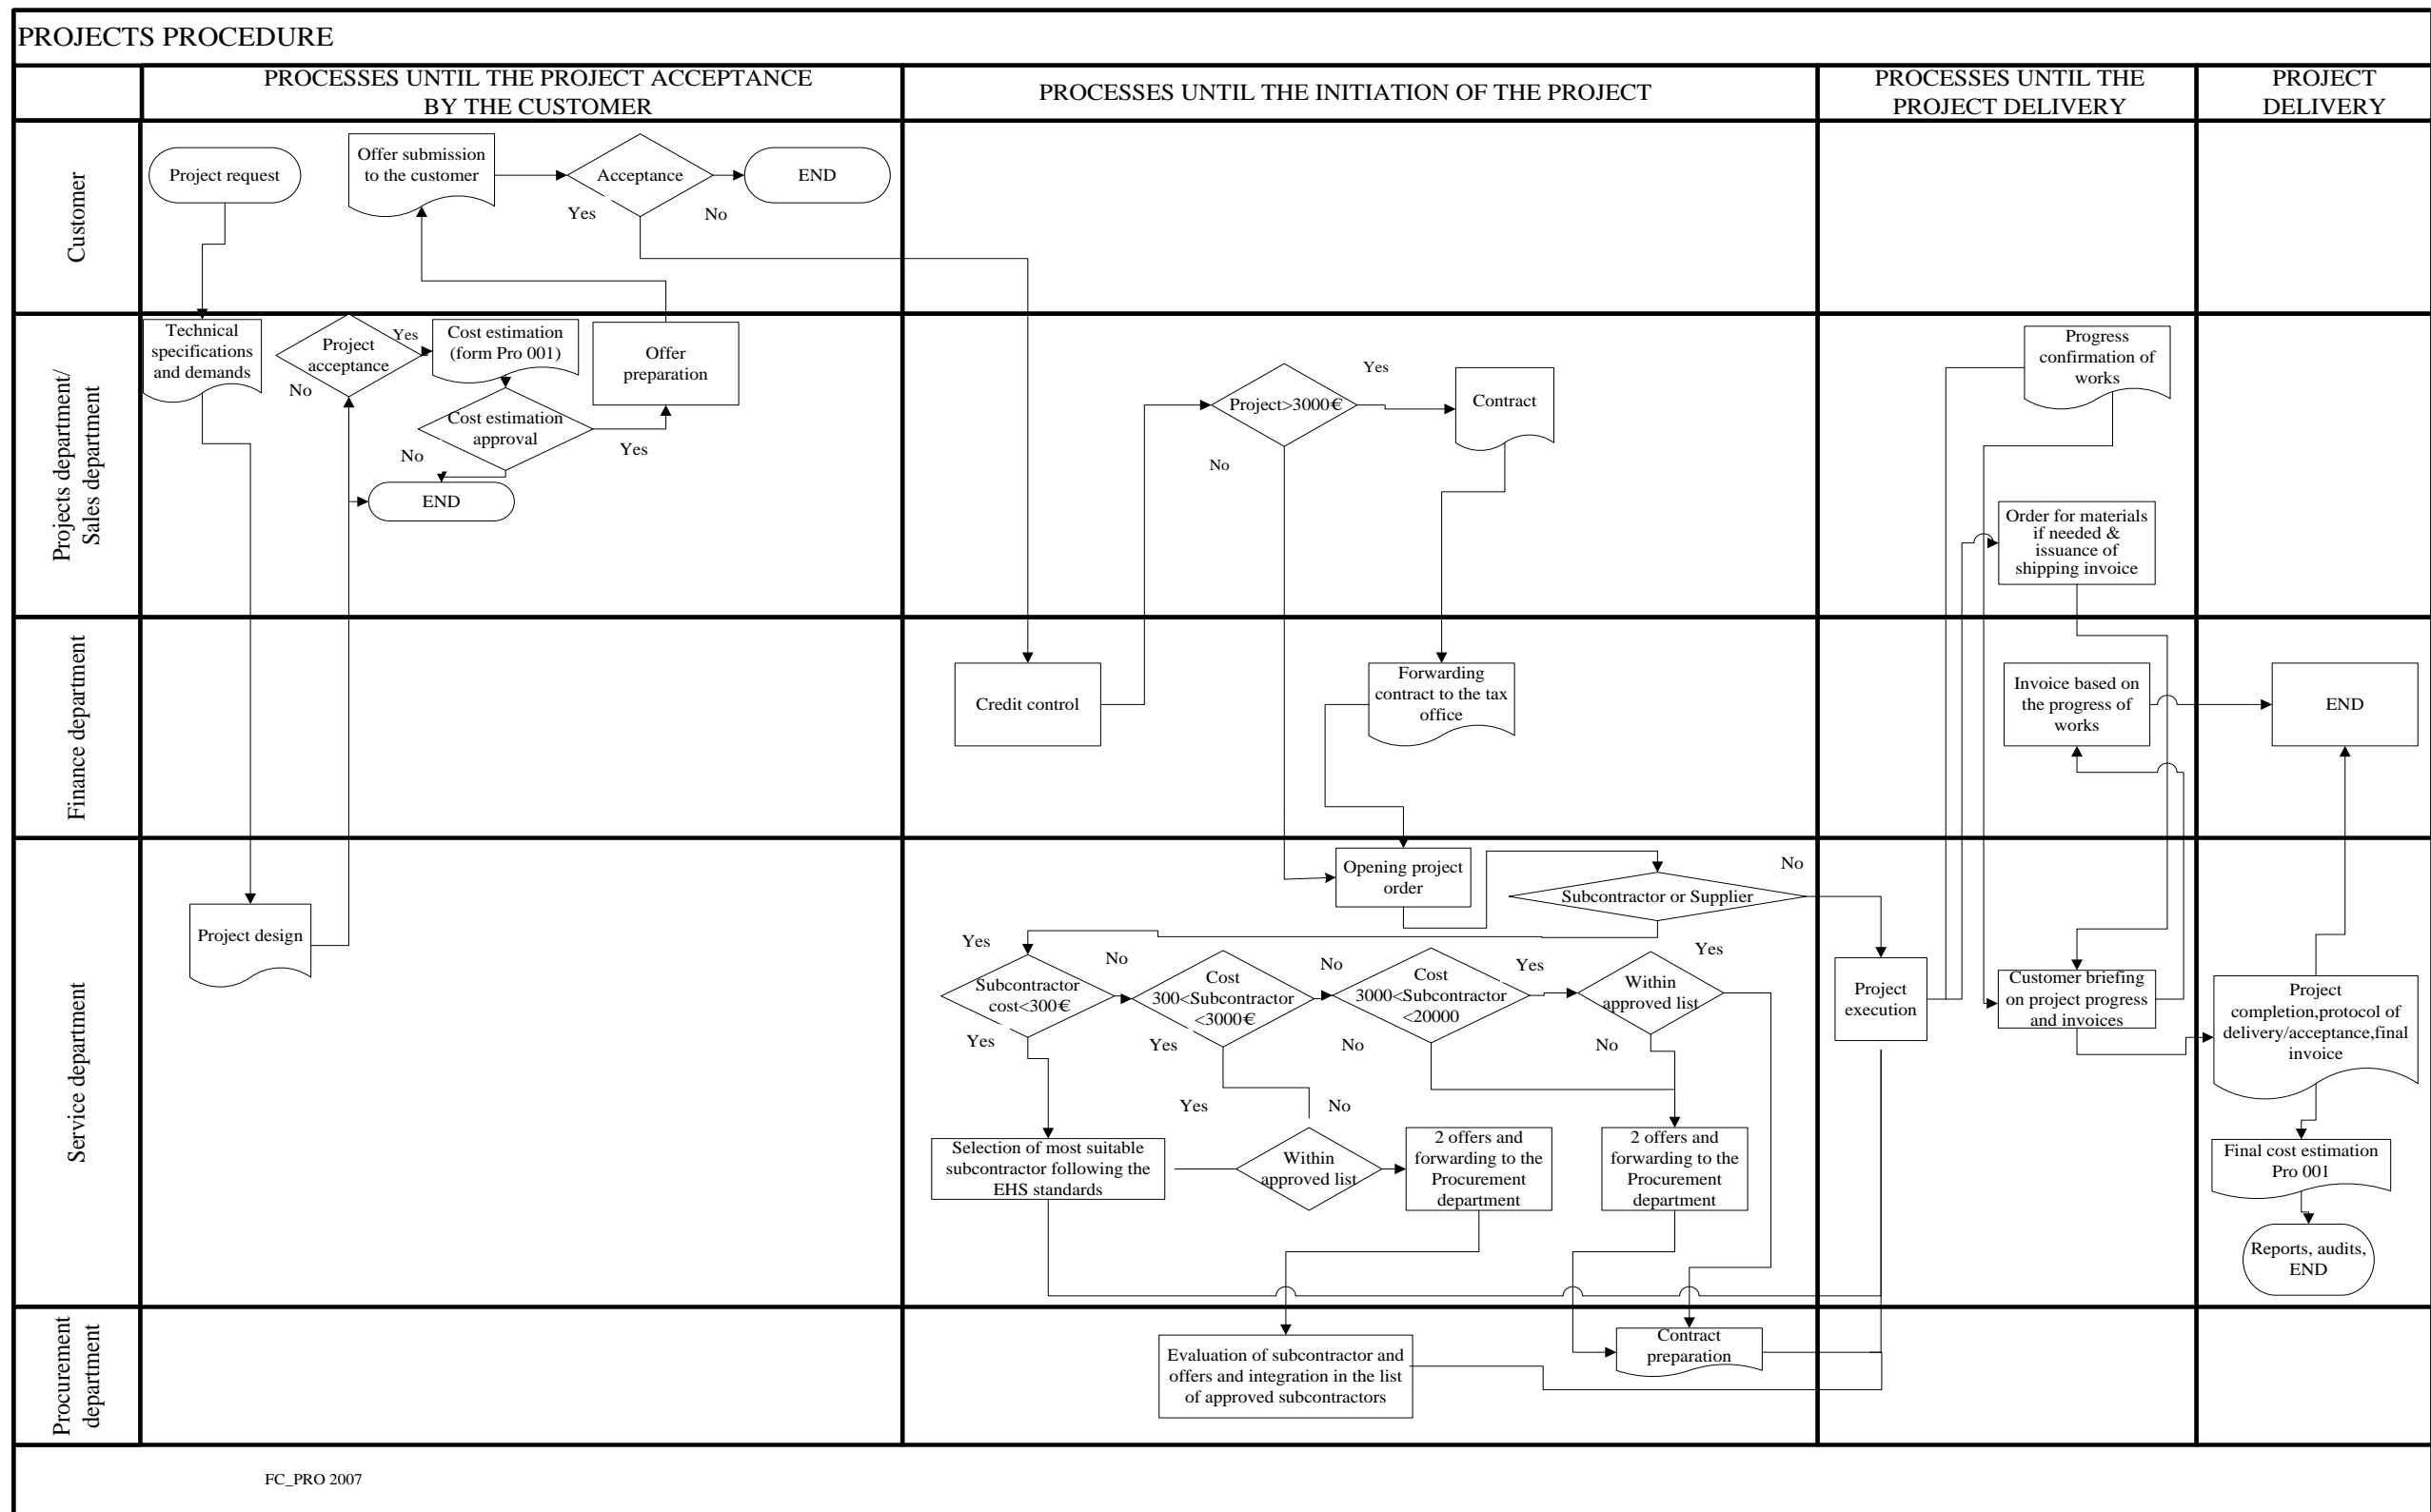 PROJECTS PROCEDURE
PROCESSES UNTIL THE PROJECT ACCEPTANCE
BY THE CUSTOMER
PROCESSES UNTIL THE INITIATION OF THE PROJECT
PROCESSES UNTIL THE
PROJECT DELIVERY
PROJECT
DELIVERY
Customer
Project request
Offer submission
to the customer
Acceptance
END
Yes
No
Projects department/
Sales department
Technical
specifications
and demands
Project
acceptance
Yes
No
Cost estimation
(form Pro 001)
Offer
preparation
Cost estimation
approval
No
Yes
END
Project>3000€
Yes
No
Contract
Progress
confirmation of
works
Order for materials
if needed &
issuance of
shipping invoice
Finance department
Credit control
Forwarding
contract to the tax
office
Invoice based on
the progress of
works
END
Service department
Project design
Opening project
order
Subcontractor or Supplier
No
Yes
Subcontractor
cost<300€
No
Yes
Cost
300<Subcontractor
<3000€
No
Yes
Cost
3000<Subcontractor
<20000
Yes
No
Within
approved list
Yes
No
Project
execution
Customer briefing
on project progress
and invoices
Project
completion,protocol of
delivery/acceptance,final
invoice
Selection of most suitable
subcontractor following the
EHS standards
Yes
No
Within
approved list
2 offers and
forwarding to the
Procurement
department
2 offers and
forwarding to the
Procurement
department
Final cost estimation
Pro 001
Reports, audits,
END
Procurement
department
Evaluation of subcontractor and
offers and integration in the list
of approved subcontractors
Contract
preparation
FC_PRO 2007